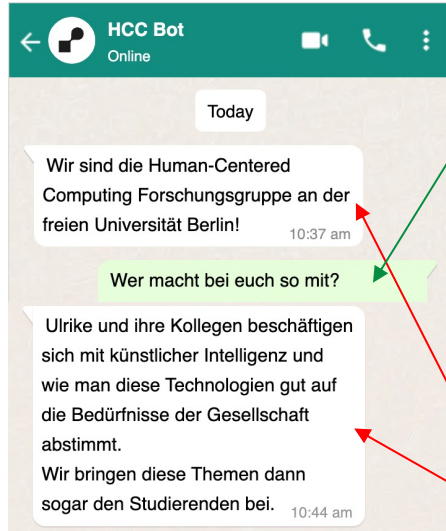 HCC Bot
Online
Today
Wir sind die Human-Centered
Computing Forschungsgruppe an der
freien Universität Berlin!
10:37 am
Wer macht bei euch so mit?
Ulrike und ihre Kollegen beschäftigen
sich mit künstlicher Intelligenz und
wie man diese Technologien gut auf
die Bedürfnisse der Gesellschaft
abstimmt.
Wir bringen diese Themen dann
sogar den Studierenden bei.
10:44 am